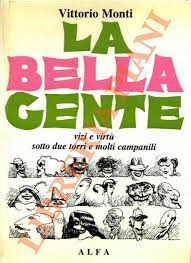 Vittorio Monti
LA
BELLA
GENTE
vizi e virtù
sotto due torri e molti campanili
ALFA